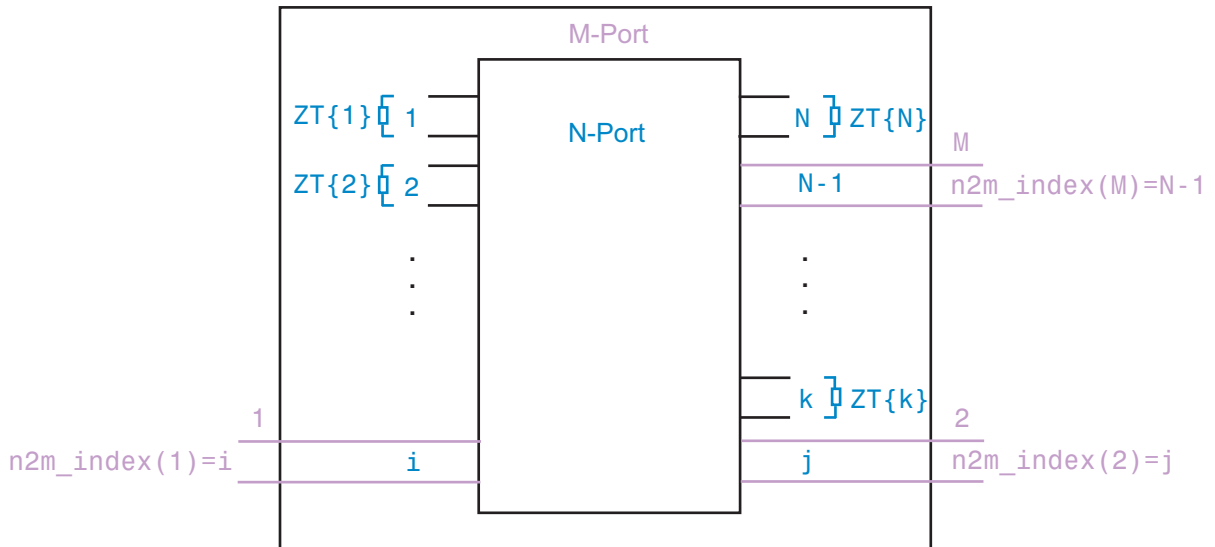 M-Port
ZT{1} 1
N ZT{N}
N-Port
M
ZT{2} 2
N-1
n2m_index(M)=N-1
.
.
.
.
.
.
k ZT{k}
1
2
n2m_index(1)=i
i
j
n2m_index(2)=j